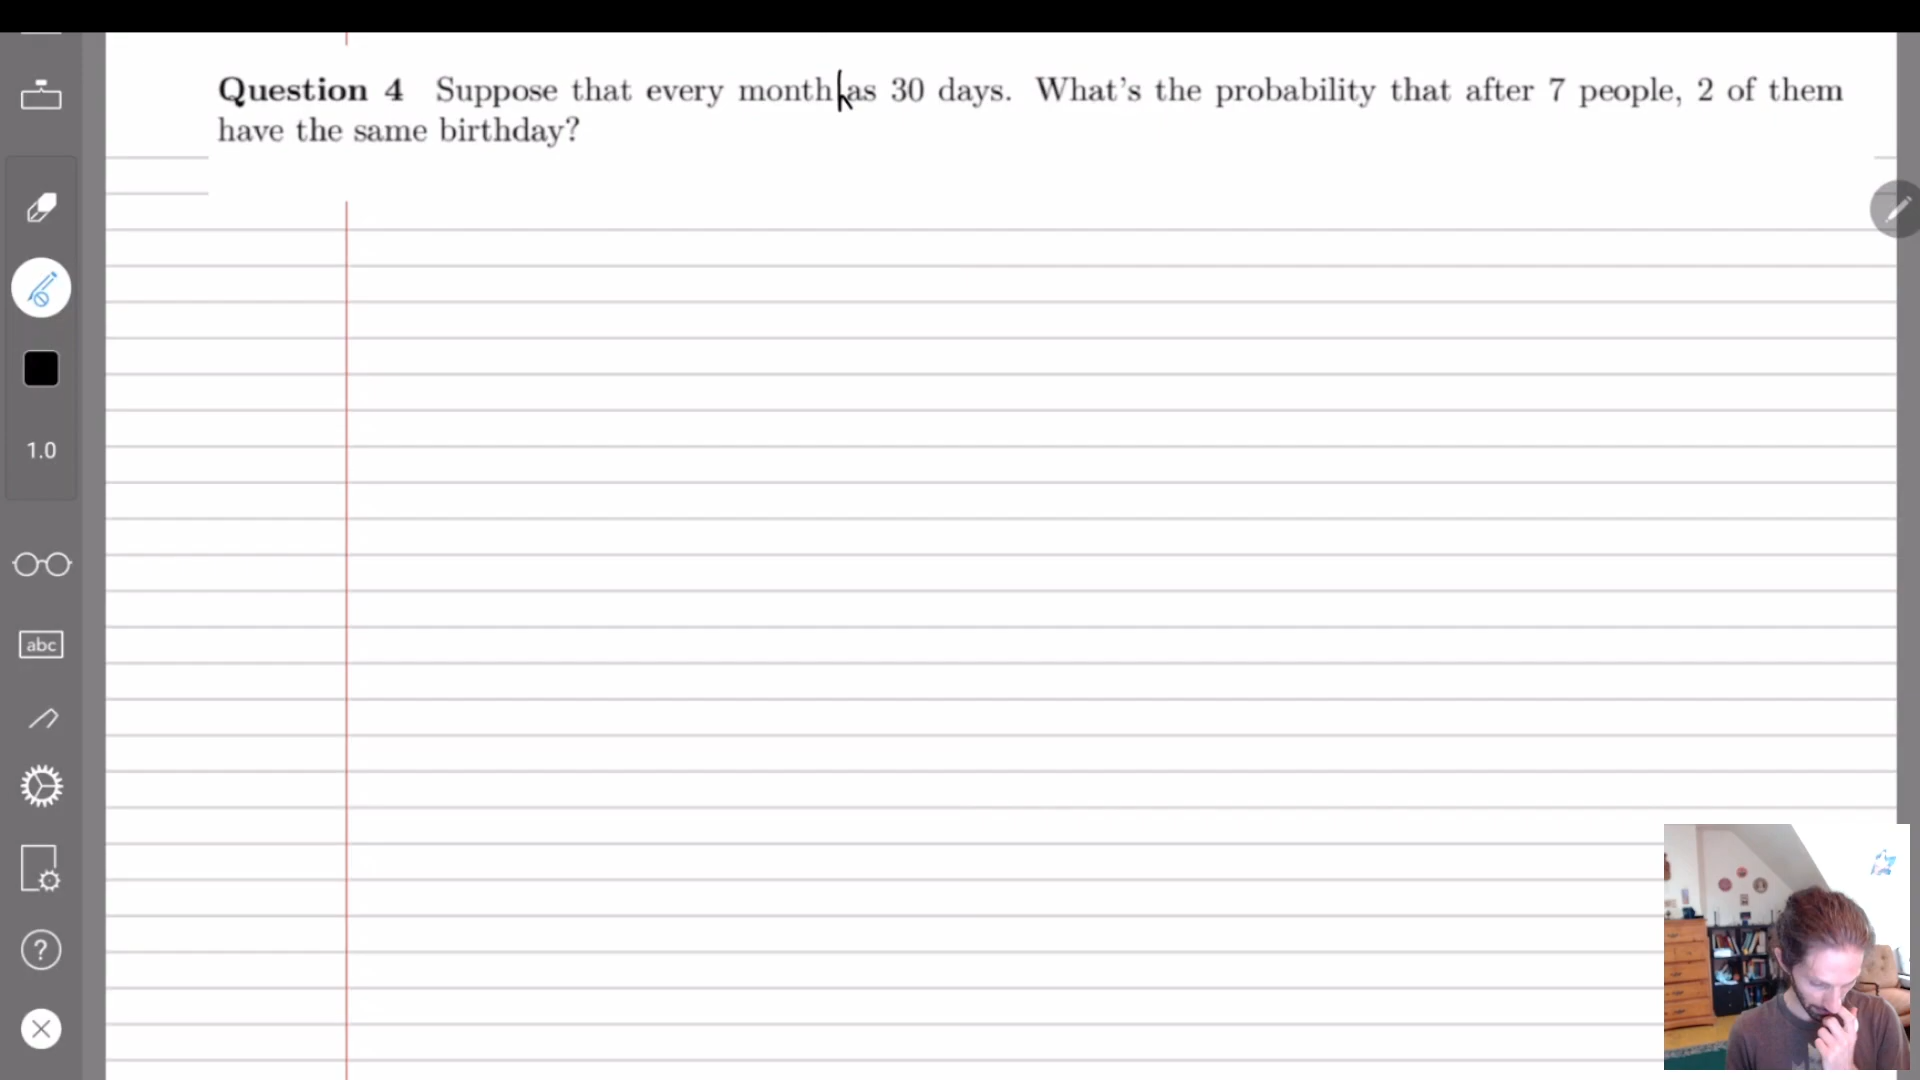 Question 4 Suppose that every month has 30 days. What's the probability that after 7 people, 2 of them
have the same birthday?
1.0
abc
?